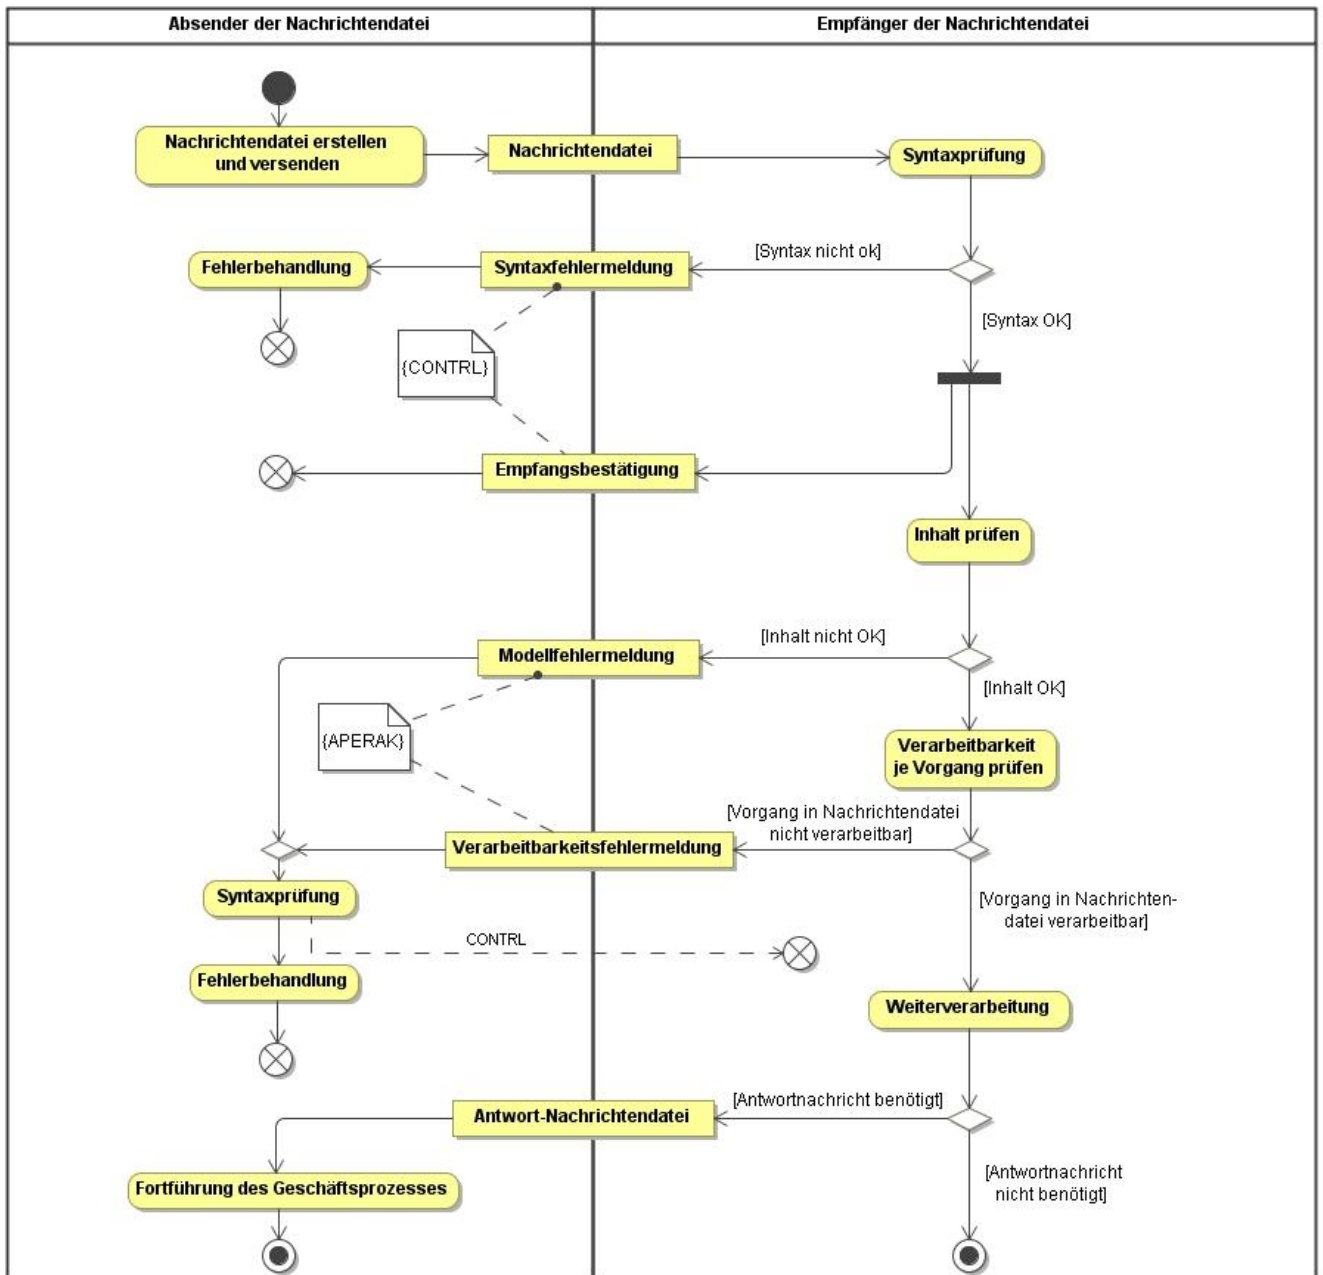 Absender der Nachrichtendatei
Empfänger der Nachrichtendatei
Nachrichtendatei erstellen
und versenden
Nachrichtendatei
Syntaxprüfung
[Syntax nicht ok]
Syntaxfehlermeldung
Fehlerbehandlung
[Syntax OK]
{CONTRL}
Empfangsbestätigung
Inhalt prüfen
[Inhalt nicht OK]
Modellfehlermeldung
[Inhalt OK]
{APERAK}
Verarbeitbarkeit
je Vorgang prüfen
[Vorgang in Nachrichtendatei
nicht verarbeitbar]
Verarbeitbarkeitsfehlermeldung
Syntaxprüfung
[Vorgang in Nachrichten-
datei verarbeitbar]
CONTRL
Fehlerbehandlung
Weiterverarbeitung
[Antwortnachricht benötigt]
Antwort-Nachrichtendatei
[Antwortnachricht
nicht benötigt]
Fortführung des Geschäftsprozesses